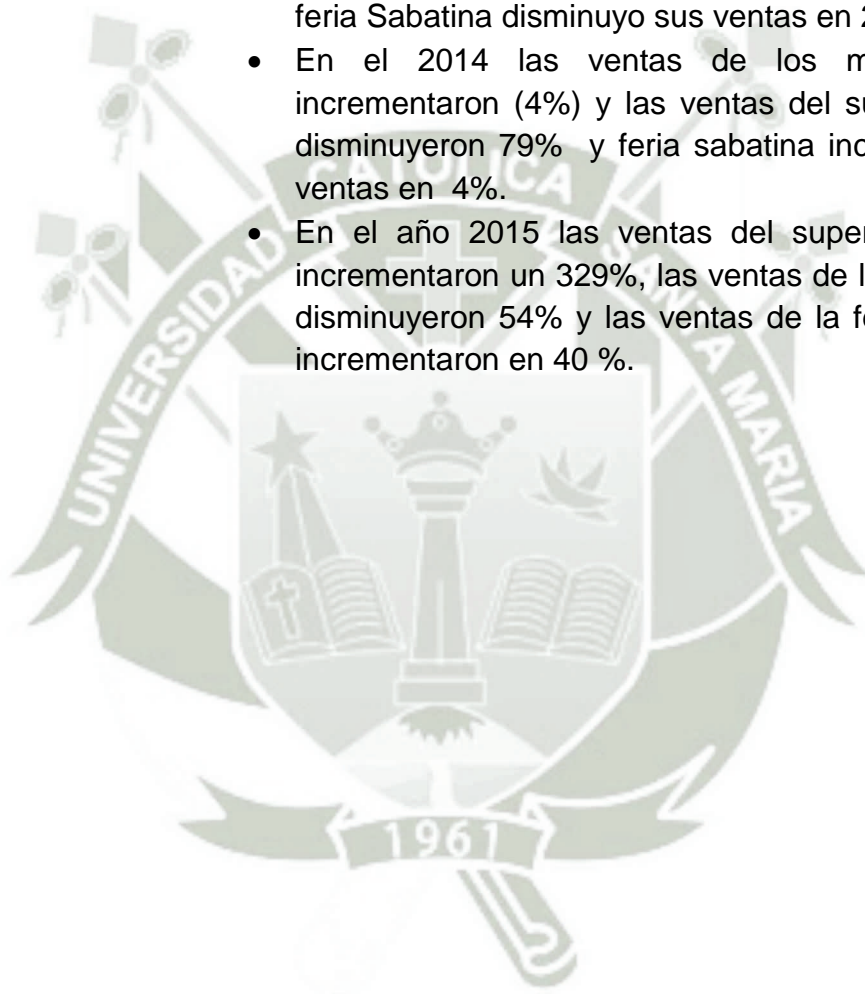 feria Sabatina disminuyo sus ventas en
• En el 2014 las ventas de los
incrementaron (4%) y las ventas del
disminuyeron 79% y feria sabatina
ventas en 4%.
• En el año 2015 las ventas del
incrementaron un 329%, las ventas de
disminuyeron 54% y las ventas de la
incrementaron en 40 %.
UNIVERSIDAD CATOLICA SANTA MARIA
1961